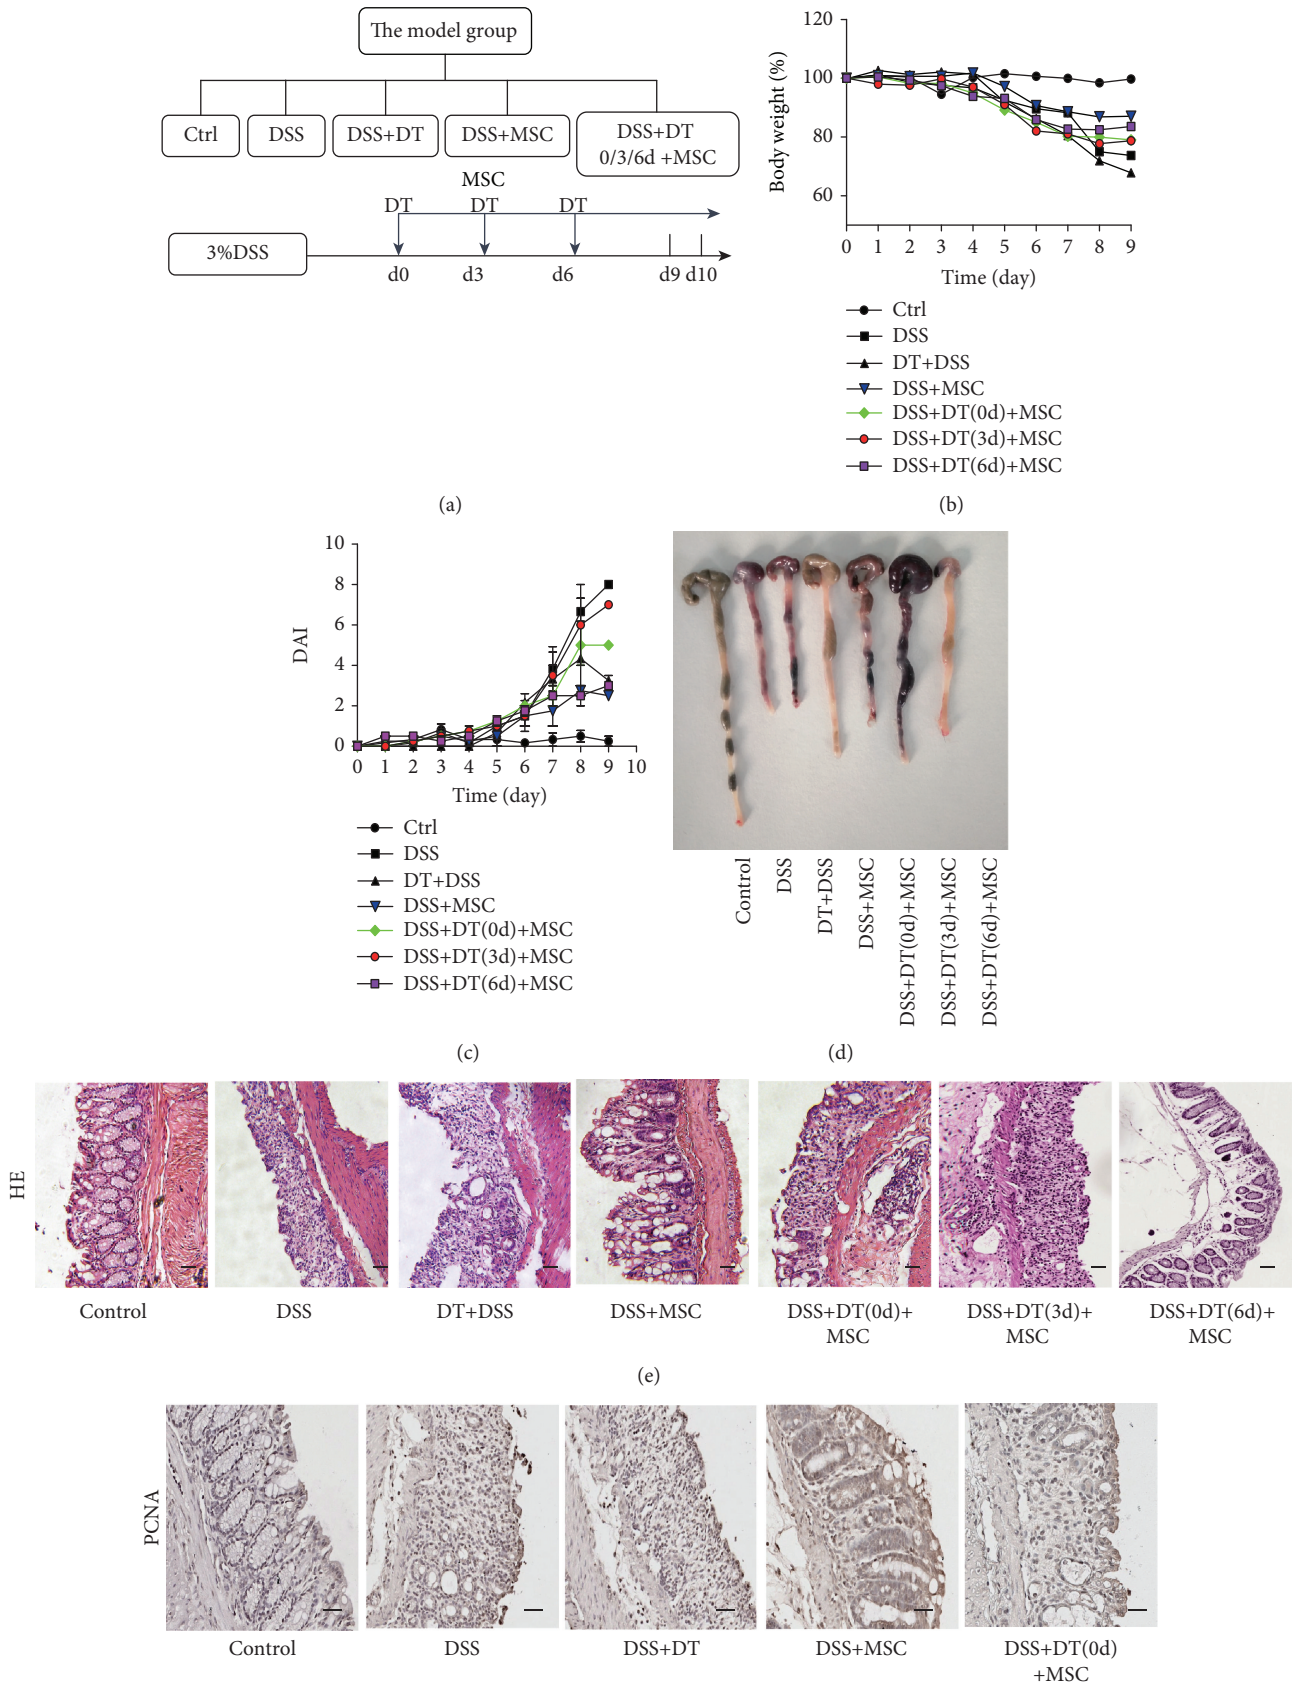 The model group
Ctrl
DSS
DSS+DT
DSS+MSC
DSS+DT
0/3/6d +MSC
MSC
DT DT DT
3%DSS
d0 d3 d6 d9 d10
(a)
120
100
80
60
Body weight (%)
0 1 2 3 4 5 6 7 8 9
Time (day)
Ctrl
DSS
DT+DSS
DSS+MSC
DSS+DT(0d)+MSC
DSS+DT(3d)+MSC
DSS+DT(6d)+MSC
(b)
10
8
6
4
2
0
DAI
0 1 2 3 4 5 6 7 8 9 10
Time (day)
Ctrl
DSS
DT+DSS
DSS+MSC
DSS+DT(0d)+MSC
DSS+DT(3d)+MSC
DSS+DT(6d)+MSC
(c)
Control
DSS
DT+DSS
DSS+MSC
DSS+DT(0d)+MSC
DSS+DT(3d)+MSC
DSS+DT(6d)+MSC
(d)
HE
Control
DSS
DT+DSS
DSS+MSC
DSS+DT(0d)+
MSC
DSS+DT(3d)+
MSC
DSS+DT(6d)+
MSC
(e)
PCNA
Control
DSS
DSS+DT
DSS+MSC
DSS+DT(0d)
+MSC